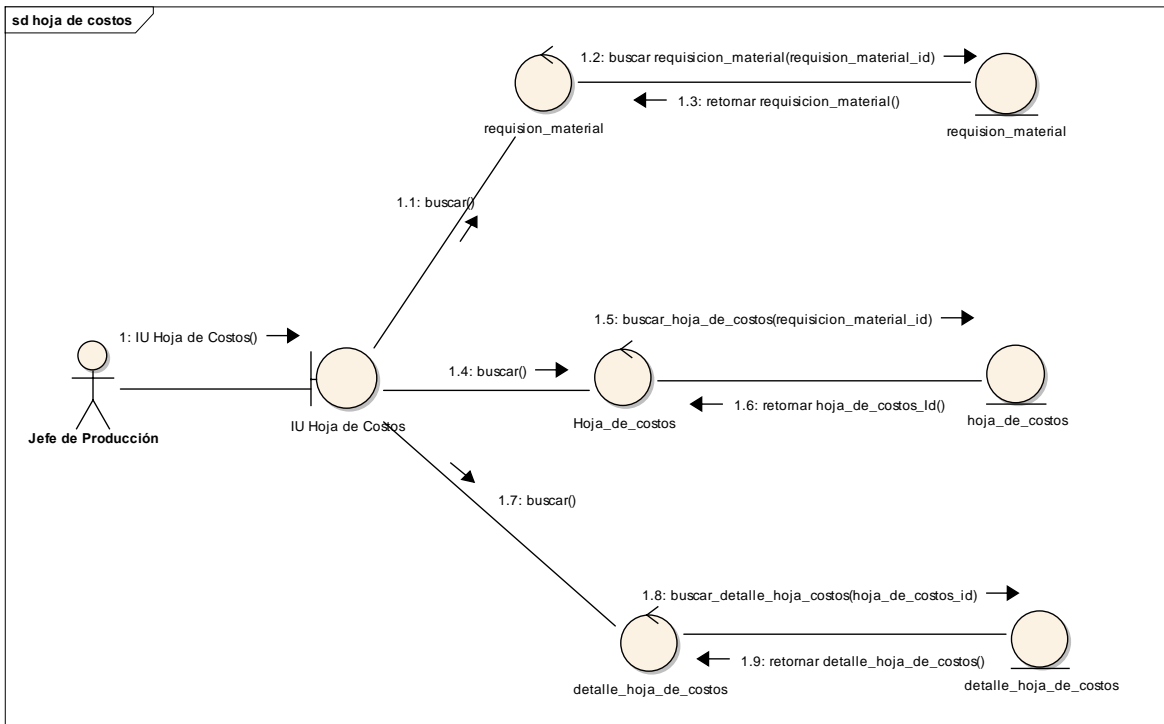 sd hoja de costos
1.2: buscar requisicion_material(requision_material_id)
1.3: retornar requisicion_material()
requision_material
requision_material
1.1: buscar()
1.5: buscar_hoja_de_costos(requisicion_material_id)
1: IU Hoja de Costos()
1.4: buscar()
1.6: retornar hoja_de_costos_Id()
Jefe de Producción
IU Hoja de Costos
Hoja_de_costos
hoja_de_costos
1.7: buscar()
1.8: buscar_detalle_hoja_costos(hoja_de_costos_id)
1.9: retornar detalle_hoja_de_costos()
detalle_hoja_de_costos
detalle_hoja_de_costos